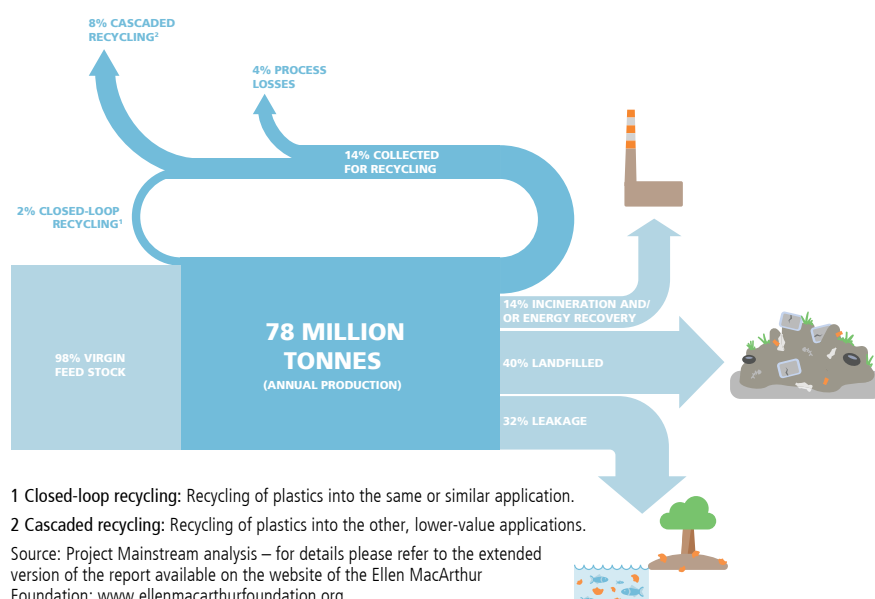 8% CASCADED
RECYCLING²
4% PROCESS
LOSSES
14% COLLECTED
FOR RECYCLING
2% CLOSED-LOOP
RECYCLING¹
14% INCINERATION AND/
OR ENERGY RECOVERY
78 MILLION
TONNES
(ANNUAL PRODUCTION)
98% VIRGIN
FEED STOCK
40% LANDFILLED
32% LEAKAGE
1 Closed-loop recycling: Recycling of plastics into the same or similar application.
2 Cascaded recycling: Recycling of plastics into the other, lower-value applications.
Source: Project Mainstream analysis – for details please refer to the extended
version of the report available on the website of the Ellen MacArthur
Foundation: www.ellenmacarthurfoundation.org